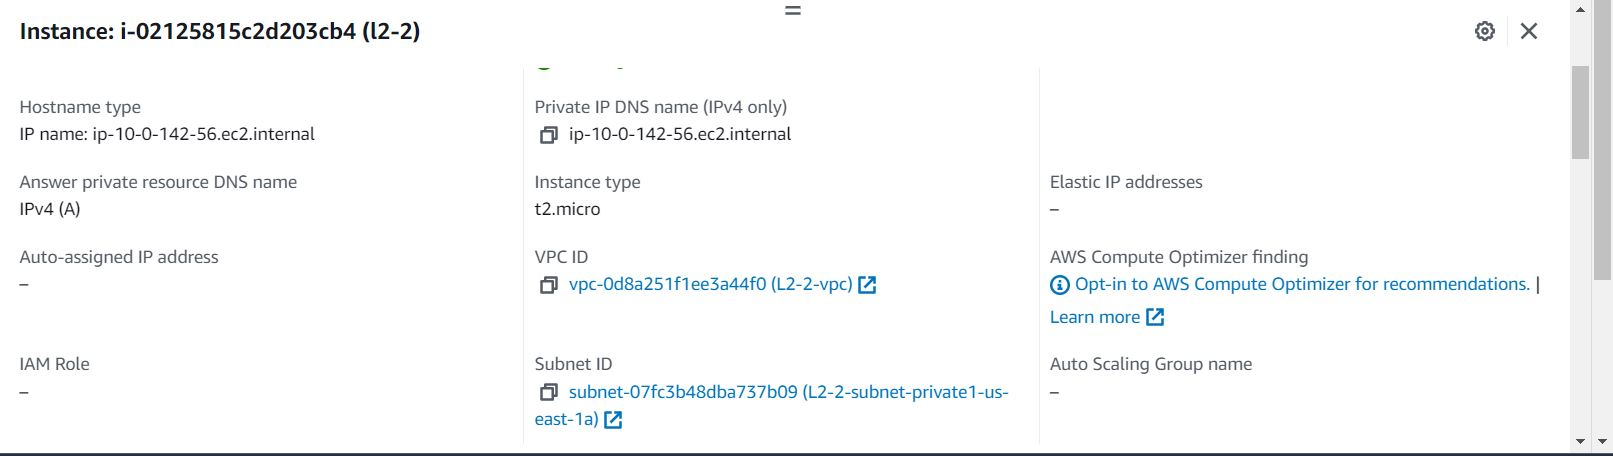 Instance: i-02125815c2d203cb4 (l2-2)
Hostname type
IP name: ip-10-0-142-56.ec2.internal
Private IP DNS name (IPv4 only)
ip-10-0-142-56.ec2.internal
Answer private resource DNS name
IPv4 (A)
Instance type
t2.micro
Elastic IP addresses
–
Auto-assigned IP address
–
VPC ID
vpc-0d8a251f1ee3a44f0 (L2-2-vpc)
AWS Compute Optimizer finding
Opt-in to AWS Compute Optimizer for recommendations. |
Learn more
IAM Role
–
Subnet ID
subnet-07fc3b48dba737b09 (L2-2-subnet-private1-us-
east-1a)
Auto Scaling Group name
–